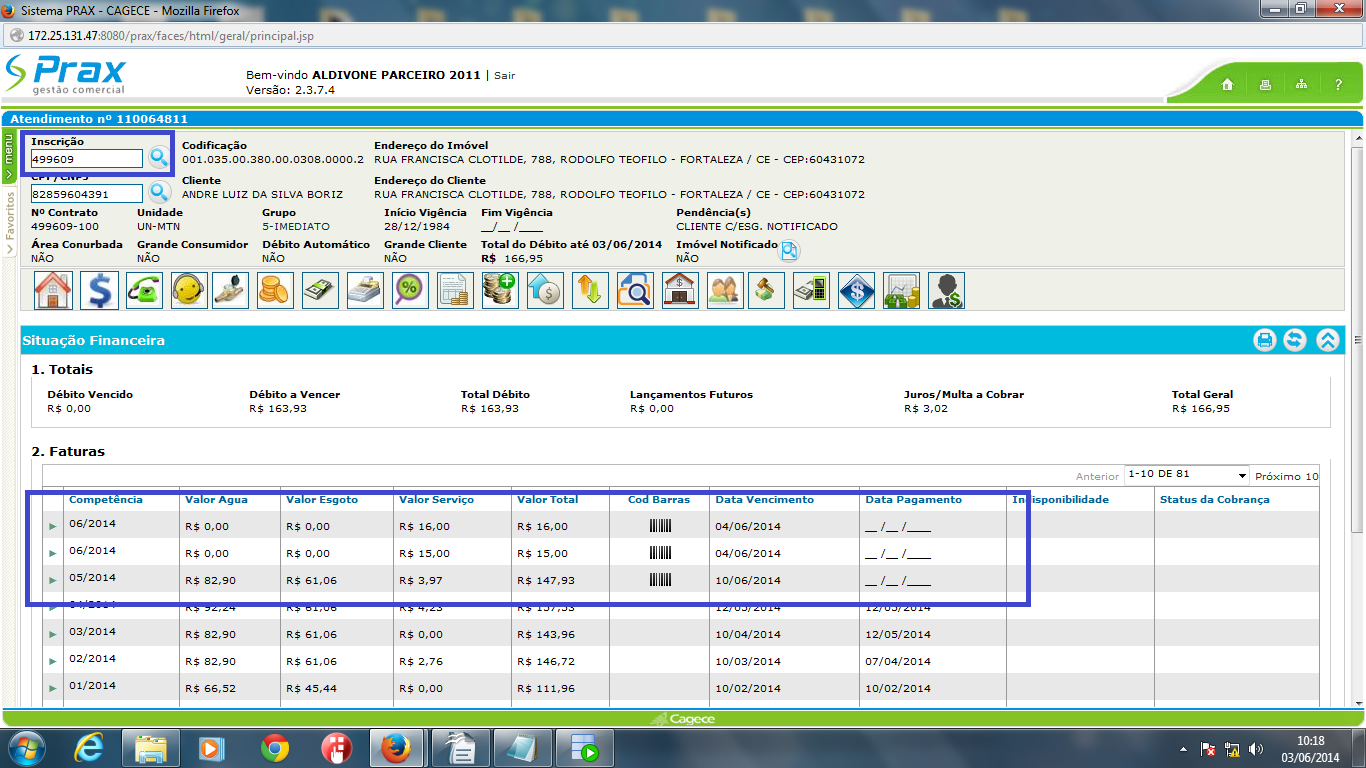 Sistema PRAX - CAGECE - Mozilla Firefox
172.25.131.47:8080/prax/faces/html/geral/principal.jsp
Prax
gestão comercial
Bem-vindo ALDIVONE PARCEIRO 2011 | Sair
Versão: 2.3.7.4
?
Atendimento nº 110064811
menu
Favoritos
Inscrição Codificação Endereço do Imóvel
499609 001.035.00.380.00.0308.0000.2 RUA FRANCISCA CLOTILDE, 788, RODOLFO TEOFILO - FORTALEZA / CE - CEP:60431072
CPF/CNPJ Cliente Endereço do Cliente
82859604391 ANDRE LUIZ DA SILVA BORIZ RUA FRANCISCA CLOTILDE, 788, RODOLFO TEOFILO - FORTALEZA / CE - CEP:60431072
Nº Contrato Unidade Grupo Início Vigência Fim Vigência Pendência(s)
499609-100 UN-MTN 5-IMEDIATO 28/12/1984 __/__ /____ CLIENTE C/ESG. NOTIFICADO
Área Conurbada Grande Consumidor Débito Automático Grande Cliente Total do Débito até 03/06/2014 Imóvel Notificado
NÃO NÃO NÃO NÃO R$ 166,95 NÃO
Situação Financeira
1. Totais
Débito Vencido Débito a Vencer Total Débito Lançamentos Futuros Juros/Multa a Cobrar Total Geral
R$ 0,00 R$ 163,93 R$ 163,93 R$ 0,00 R$ 3,02 R$ 166,95
2. Faturas
Anterior 1-10 DE 81 Próximo 10
Competência Valor Agua Valor Esgoto Valor Serviço Valor Total Cod Barras Data Vencimento Data Pagamento Indisponibilidade Status da Cobrança
06/2014 R$ 0,00 R$ 0,00 R$ 16,00 R$ 16,00 04/06/2014 __ /__ /____
06/2014 R$ 0,00 R$ 0,00 R$ 15,00 R$ 15,00 04/06/2014 __ /__ /____
05/2014 R$ 82,90 R$ 61,06 R$ 3,97 R$ 147,93 10/06/2014 __ /__ /____
04/2014 R$ 92,24 R$ 61,06 R$ 4,23 R$ 157,53 12/05/2014 12/05/2014
03/2014 R$ 82,90 R$ 61,06 R$ 0,00 R$ 143,96 10/04/2014 12/05/2014
02/2014 R$ 82,90 R$ 61,06 R$ 2,76 R$ 146,72 10/03/2014 07/04/2014
01/2014 R$ 66,52 R$ 45,44 R$ 0,00 R$ 111,96 10/02/2014 10/02/2014
Cagece
10:18
03/06/2014